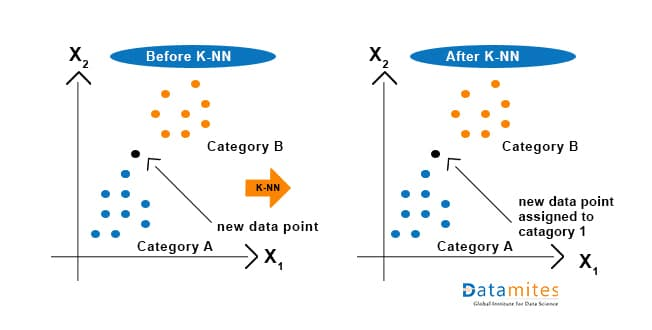 Before K-NN
X2
Category B
new data point
Category A
X1
K-NN
After K-NN
X2
Category B
new data point
assigned to
catagory 1
Category A
X1
Datamites
Global Institute for Data Science